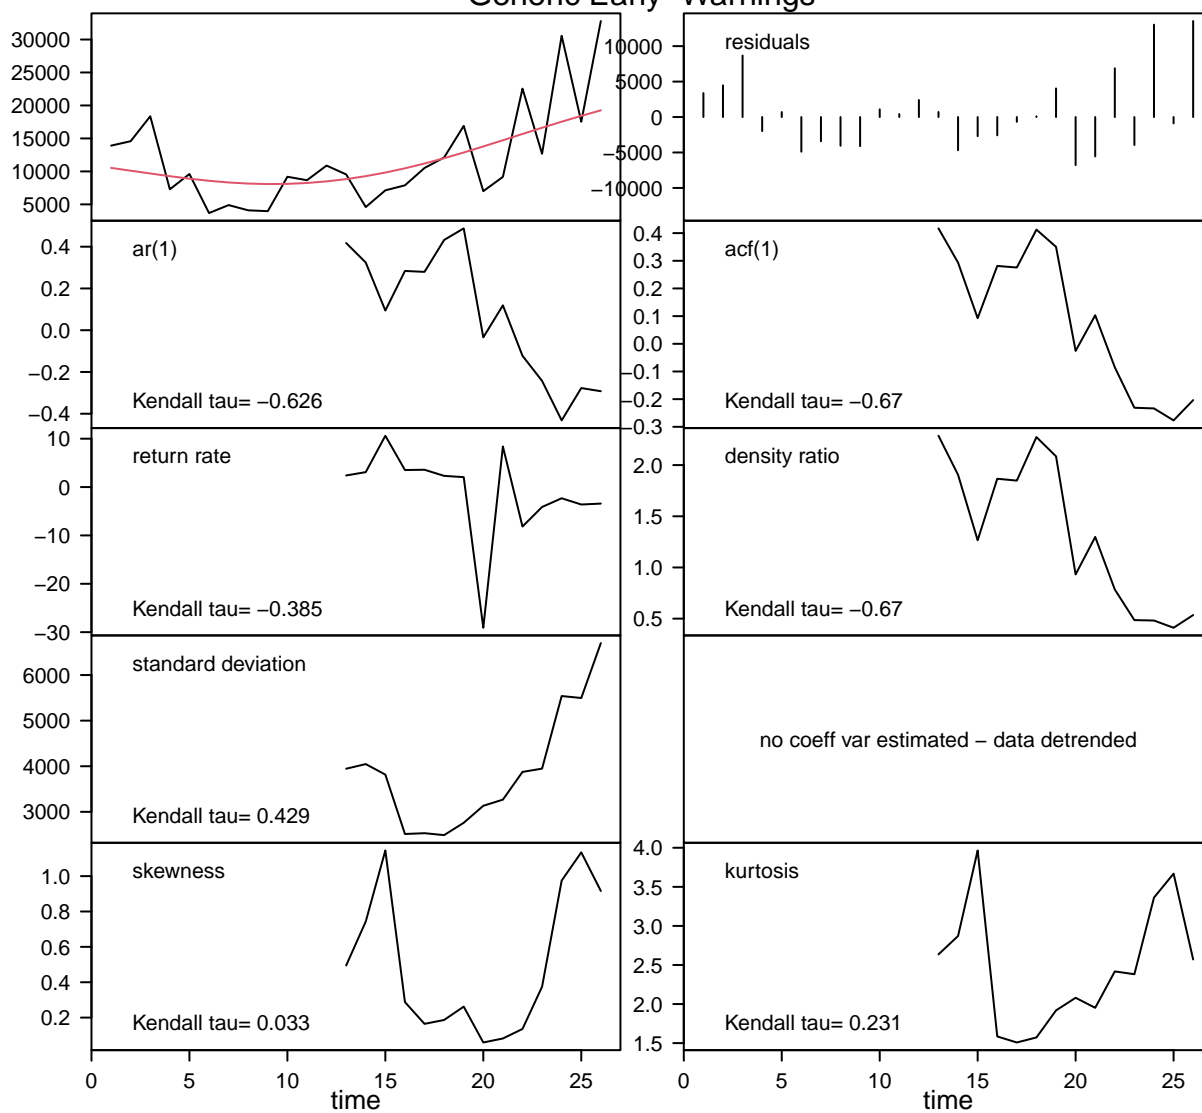 Generic Early−Warnings
30000
25000
20000
15000
10000
5000
residuals
10000
5000
0
−5000
−10000
ar(1)
0.4
0.2
0.0
−0.2
−0.4
Kendall tau= −0.626
acf(1)
0.4
0.3
0.2
0.1
0.0
−0.1
−0.2
−0.3
Kendall tau= −0.67
return rate
10
0
−10
−20
−30
Kendall tau= −0.385
density ratio
2.0
1.5
1.0
0.5
Kendall tau= −0.67
standard deviation
6000
5000
4000
3000
Kendall tau= 0.429
no coeff var estimated − data detrended
skewness
1.0
0.8
0.6
0.4
0.2
Kendall tau= 0.033
0 5 10 15 20 25
time
kurtosis
4.0
3.5
3.0
2.5
2.0
1.5
Kendall tau= 0.231
0 5 10 15 20 25
time